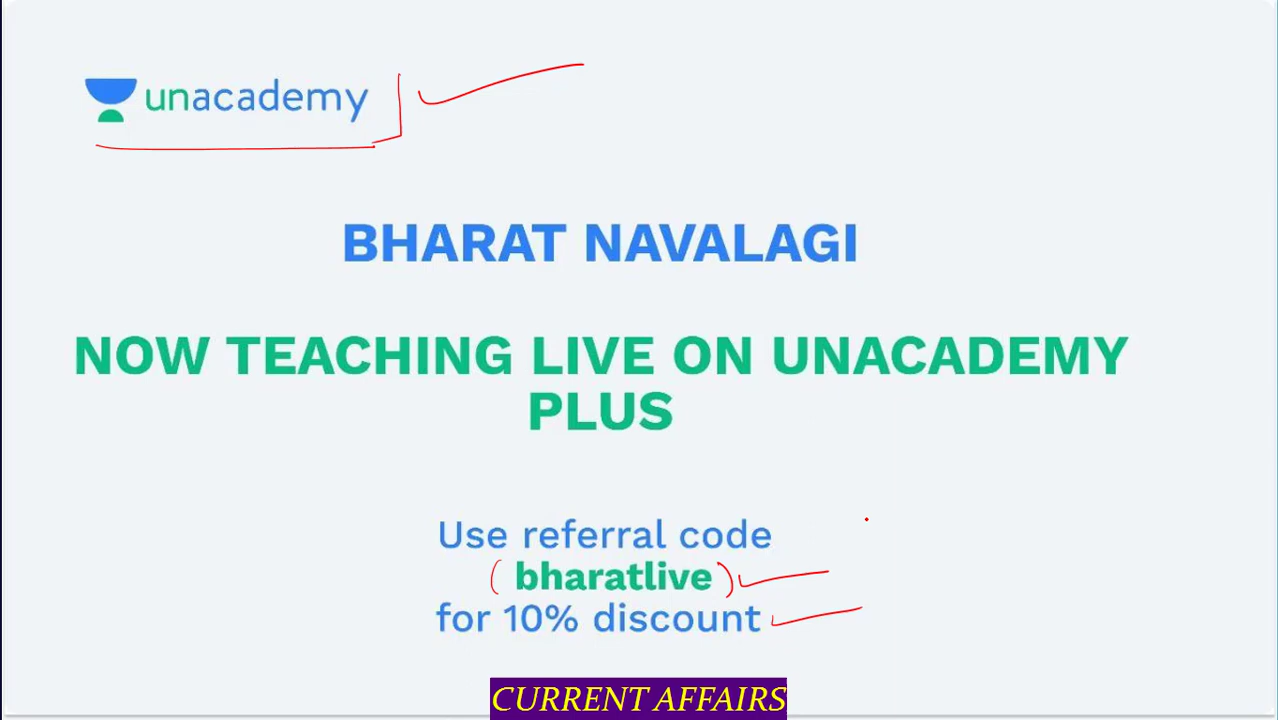 unacademy
BHARAT NAVALAGI
NOW TEACHING LIVE ON UNACADEMY
PLUS
Use referral code
(bharatlive)
for 10% discount
CURRENT AFFAIRS